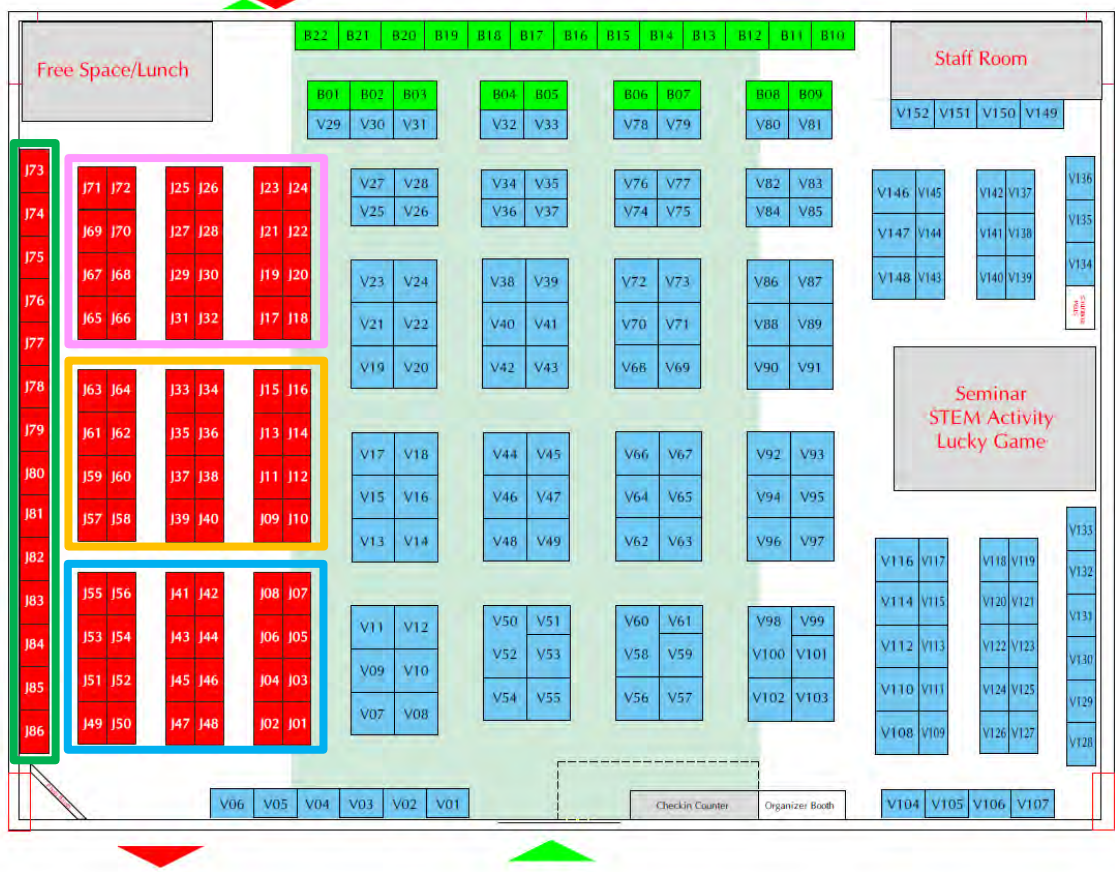 B22 B21 B20 B19 B18 B17 B16 B15 B14 B13 B12 B11 B10
Free Space/Lunch
Staff Room
B01 B02 B03 B04 B05 B06 B07 B08 B09
V29 V30 V31 V32 V33 V78 V79 V80 V81
V152 V151 V150 V149
J73
J74
J75
J76
J77
J78
J79
J80
J81
J82
J83
J84
J85
J86
J71 J72 J25 J26 J23 J24
J69 J70 J27 J28 J21 J22
J67 J68 J29 J30 J19 J20
J65 J66 J31 J32 J17 J18
J63 J64 J33 J34 J15 J16
J61 J62 J35 J36 J13 J14
J59 J60 J37 J38 J11 J12
J57 J58 J39 J40 J09 J10
J55 J56 J41 J42 J08 J07
J53 J54 J43 J44 J06 J05
J51 J52 J45 J46 J04 J03
J49 J50 J47 J48 J02 J01
V27 V28 V34 V35 V76 V77 V82 V83
V25 V26 V36 V37 V74 V75 V84 V85
V23 V24 V38 V39 V72 V73 V86 V87
V21 V22 V40 V41 V70 V71 V88 V89
V19 V20 V42 V43 V68 V69 V90 V91
V17 V18 V44 V45 V66 V67 V92 V93
V15 V16 V46 V47 V64 V65 V94 V95
V13 V14 V48 V49 V62 V63 V96 V97
V11 V12 V50 V51 V60 V61 V98 V99
V09 V10 V52 V53 V58 V59 V100 V101
V07 V08 V54 V55 V56 V57 V102 V103
V146 V145 V142 V137
V147 V144 V141 V138
V148 V143 V140 V139
V136
V135
V134
Seminar
STEM Activity
Lucky Game
V116 V117 V118 V119
V114 V115 V120 V121
V112 V113 V122 V123
V110 V111 V124 V125
V108 V109 V126 V127
V133
V132
V131
V130
V129
V128
V06 V05 V04 V03 V02 V01
Checkin Counter
Organizer Booth
V104 V105 V106 V107